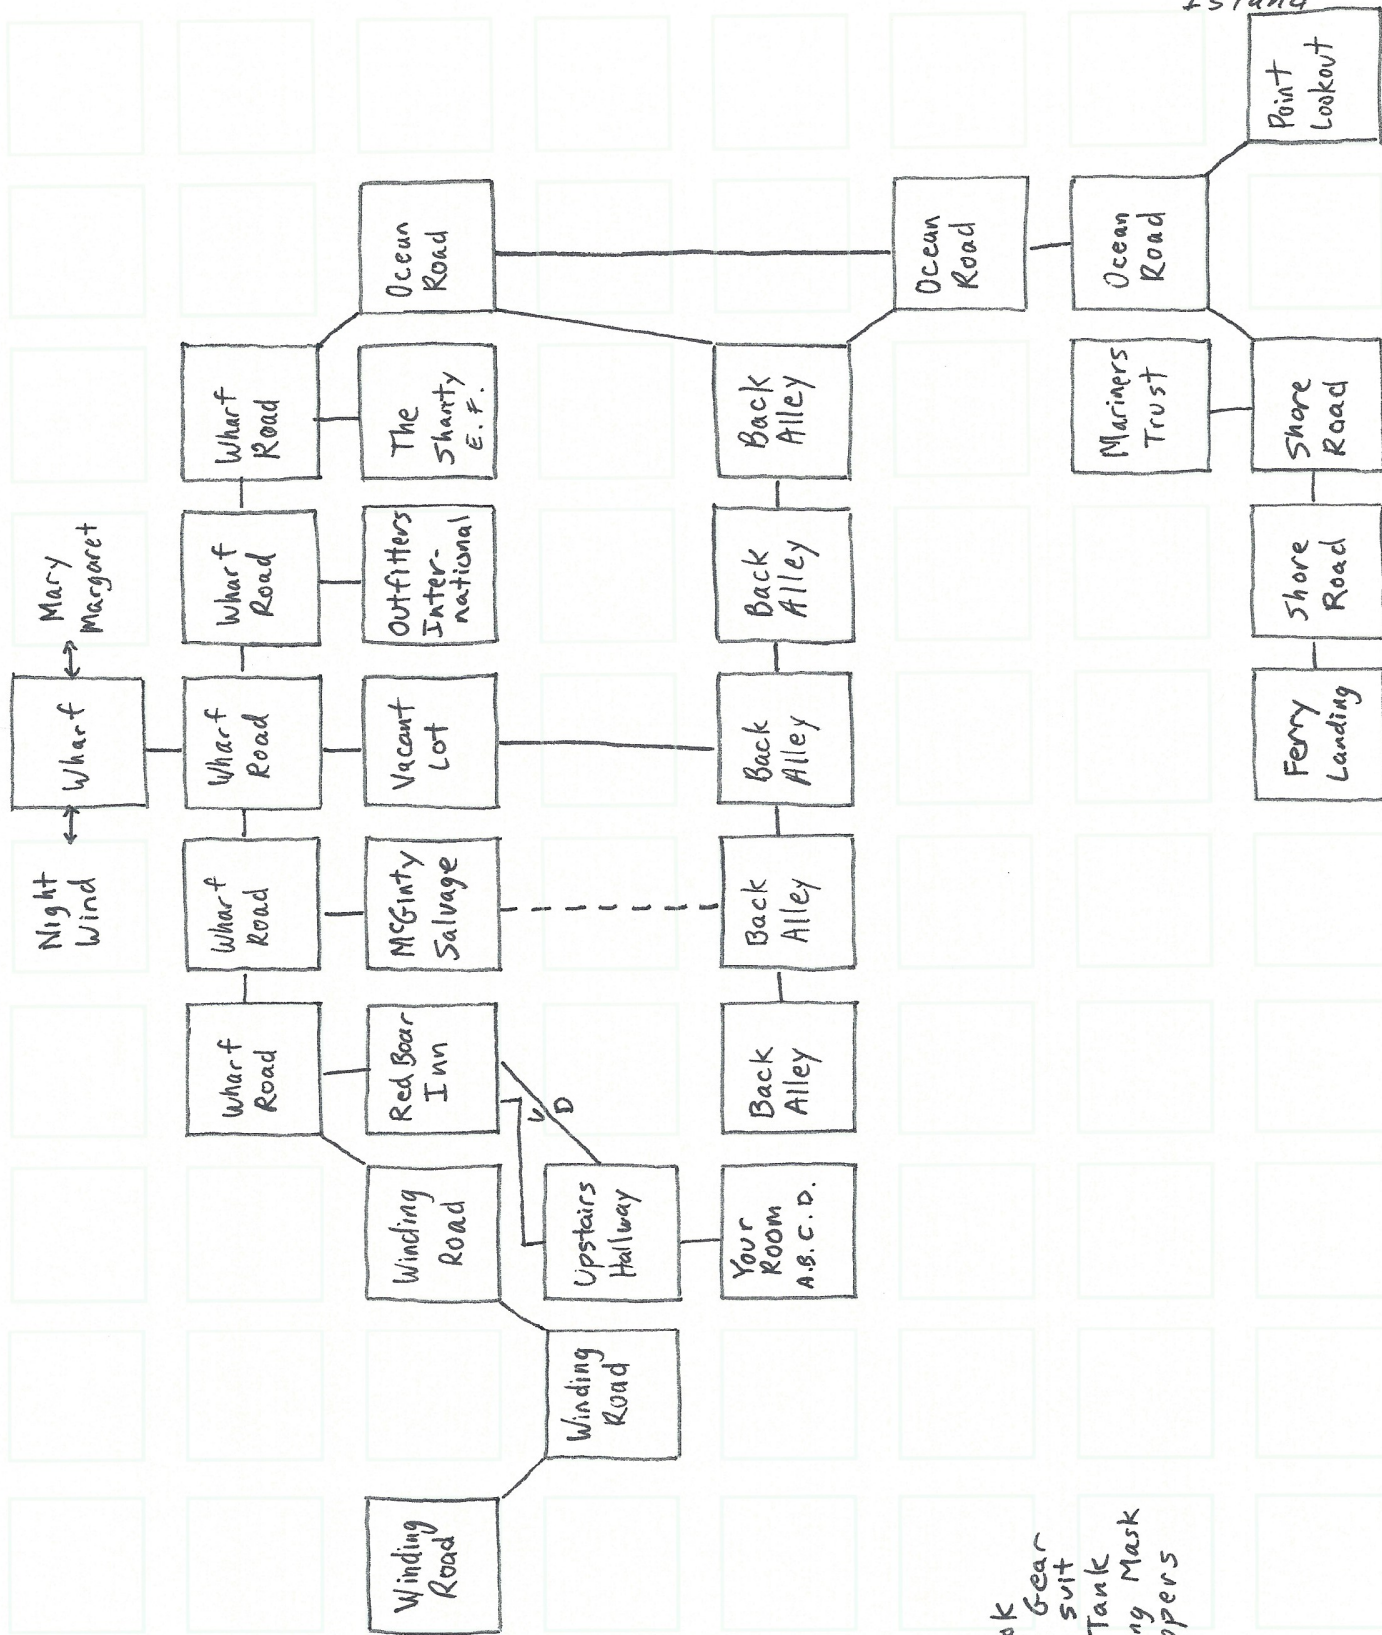 Night
Wind
Wharf
Mary
Margaret
Wharf
Road
Wharf
Road
Wharf
Road
Wharf
Road
Wharf
Road
Winding
Road
Winding
Road
Red Boar
Inn
McGinty
Salvage
Vacant
Lot
Outfitters
Inter-
national
The
Shanty
E. F.
Ocean
Road
U
D
Winding
Road
Upstairs
Hallway
Your
Room
A.B.C.D.
Back
Alley
Back
Alley
Back
Alley
Back
Alley
Back
Alley
Ocean
Road
Mariners
Trust
Ocean
Road
Island
Ferry
Landing
Shore
Road
Shore
Road
Point
Lookout
Gear
suit
Tank
Mask